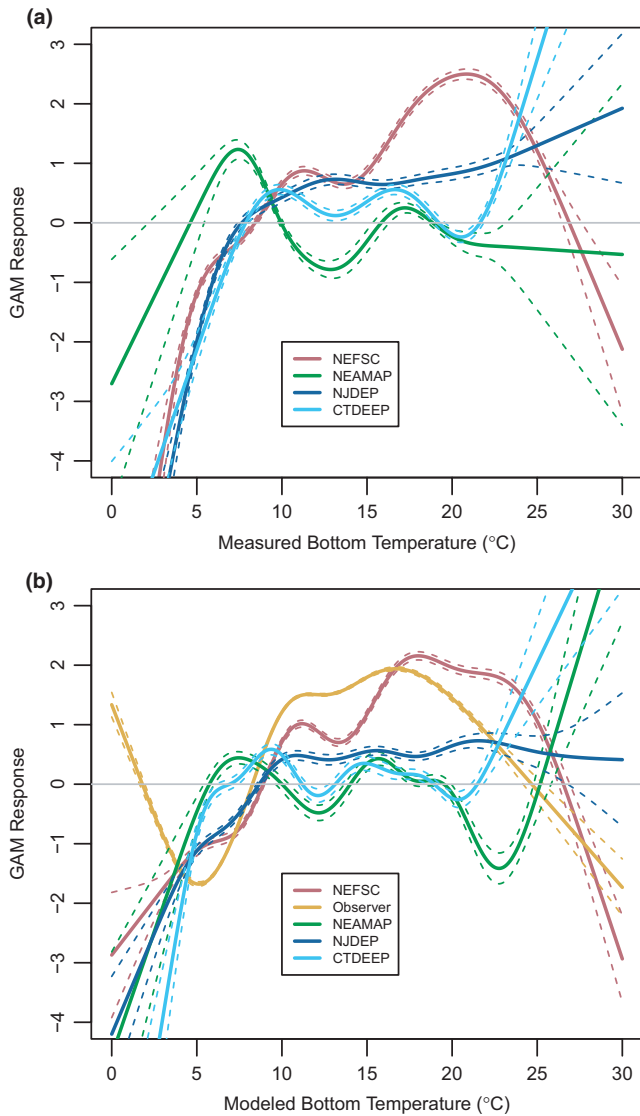 (a)
3
2
1
0
−1
−2
−3
−4
GAM Response
NEFSC
NEAMAP
NJDEP
CTDEEP
0 5 10 15 20 25 30
Measured Bottom Temperature (°C)
(b)
3
2
1
0
−1
−2
−3
−4
GAM Response
NEFSC
Observer
NEAMAP
NJDEP
CTDEEP
0 5 10 15 20 25 30
Modeled Bottom Temperature (°C)